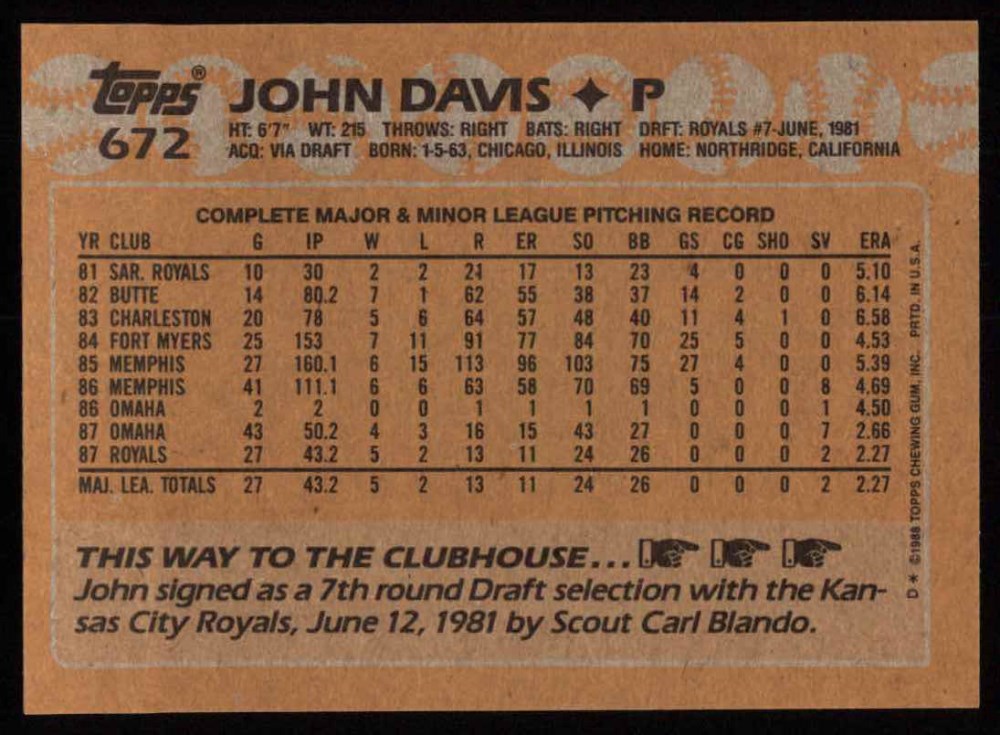 topps® JOHN DAVIS ✦ P
672 HT: 6'7" WT: 215 THROWS: RIGHT BATS: RIGHT DRFT: ROYALS #7-JUNE, 1981
ACQ: VIA DRAFT BORN: 1-5-63, CHICAGO, ILLINOIS HOME: NORTHRIDGE, CALIFORNIA
COMPLETE MAJOR & MINOR LEAGUE PITCHING RECORD
YR CLUB G IP W L R ER SO BB GS CG SHO SV ERA
81 SAR. ROYALS 10 30 2 2 21 17 13 23 4 0 0 0 5.10
82 BUTTE 14 80.2 7 1 62 55 38 37 14 2 0 0 6.14
83 CHARLESTON 20 78 5 6 64 57 48 40 11 4 1 0 6.58
84 FORT MYERS 25 153 7 11 91 77 84 70 25 5 0 0 4.53
85 MEMPHIS 27 160.1 6 15 113 96 103 75 27 4 0 0 5.39
86 MEMPHIS 41 111.1 6 6 63 58 70 69 5 0 0 8 4.69
86 OMAHA 2 2 0 0 1 1 1 1 0 0 0 1 4.50
87 OMAHA 43 50.2 4 3 16 15 43 27 0 0 0 7 2.66
87 ROYALS 27 43.2 5 2 13 11 24 26 0 0 0 2 2.27
MAJ. LEA. TOTALS 27 43.2 5 2 13 11 24 26 0 0 0 2 2.27
THIS WAY TO THE CLUBHOUSE...
John signed as a 7th round Draft selection with the Kan-
sas City Royals, June 12, 1981 by Scout Carl Blando.
D* ©1988 TOPPS CHEWING GUM, INC. PRTD. IN U.S.A.